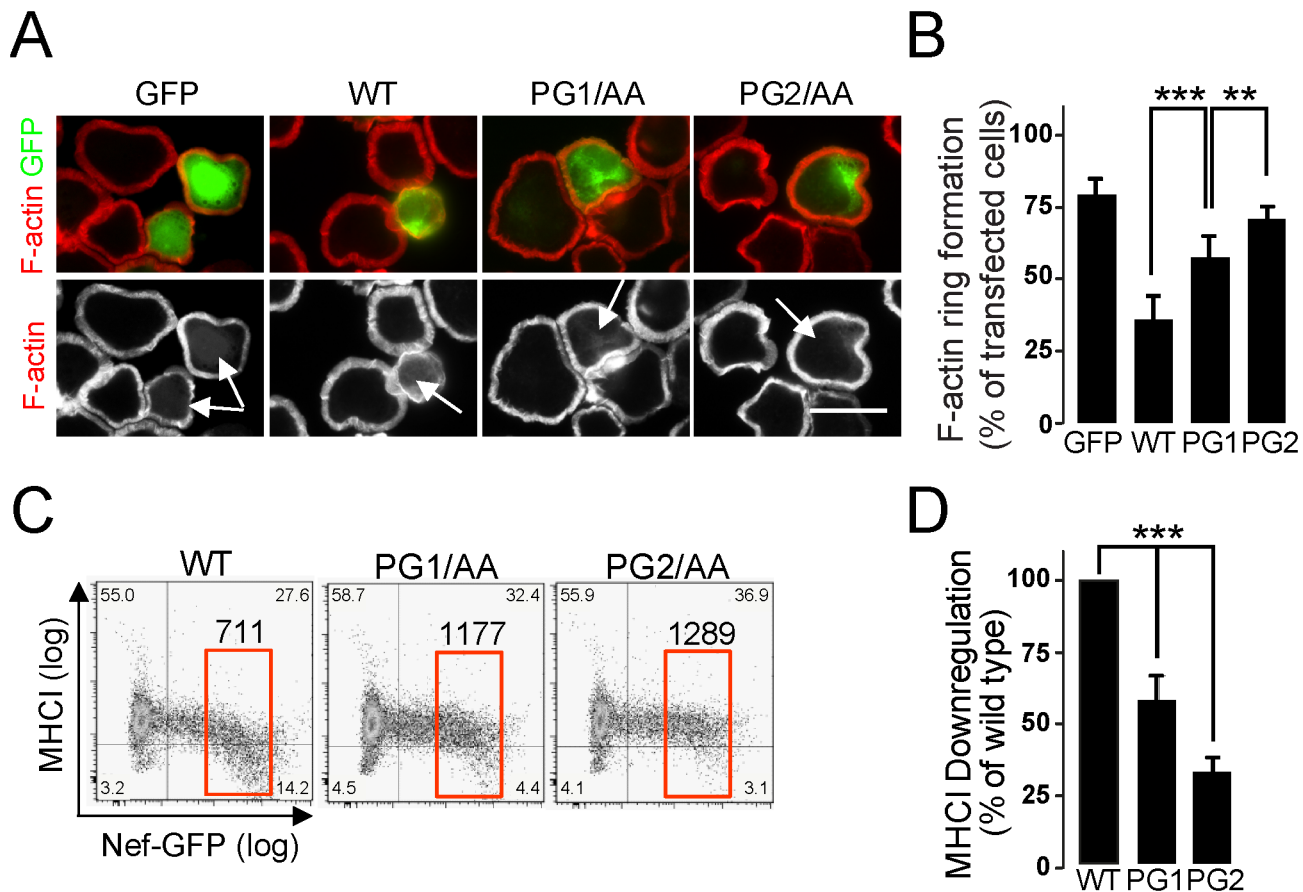 A
GFP
WT
PG1/AA
PG2/AA
F-actin GFP
F-actin
B
F-actin ring formation
(% of transfected cells)
100
75
50
25
0
***
**
GFP
WT
PG1
PG2
C
WT
PG1/AA
PG2/AA
MHCI (log)
55.0
27.6
711
3.2
14.2
58.7
32.4
1177
4.5
4.4
55.9
36.9
1289
4.1
3.1
Nef-GFP (log)
D
MHCI Downregulation
(% of wild type)
100
75
50
25
0
***
WT
PG1
PG2